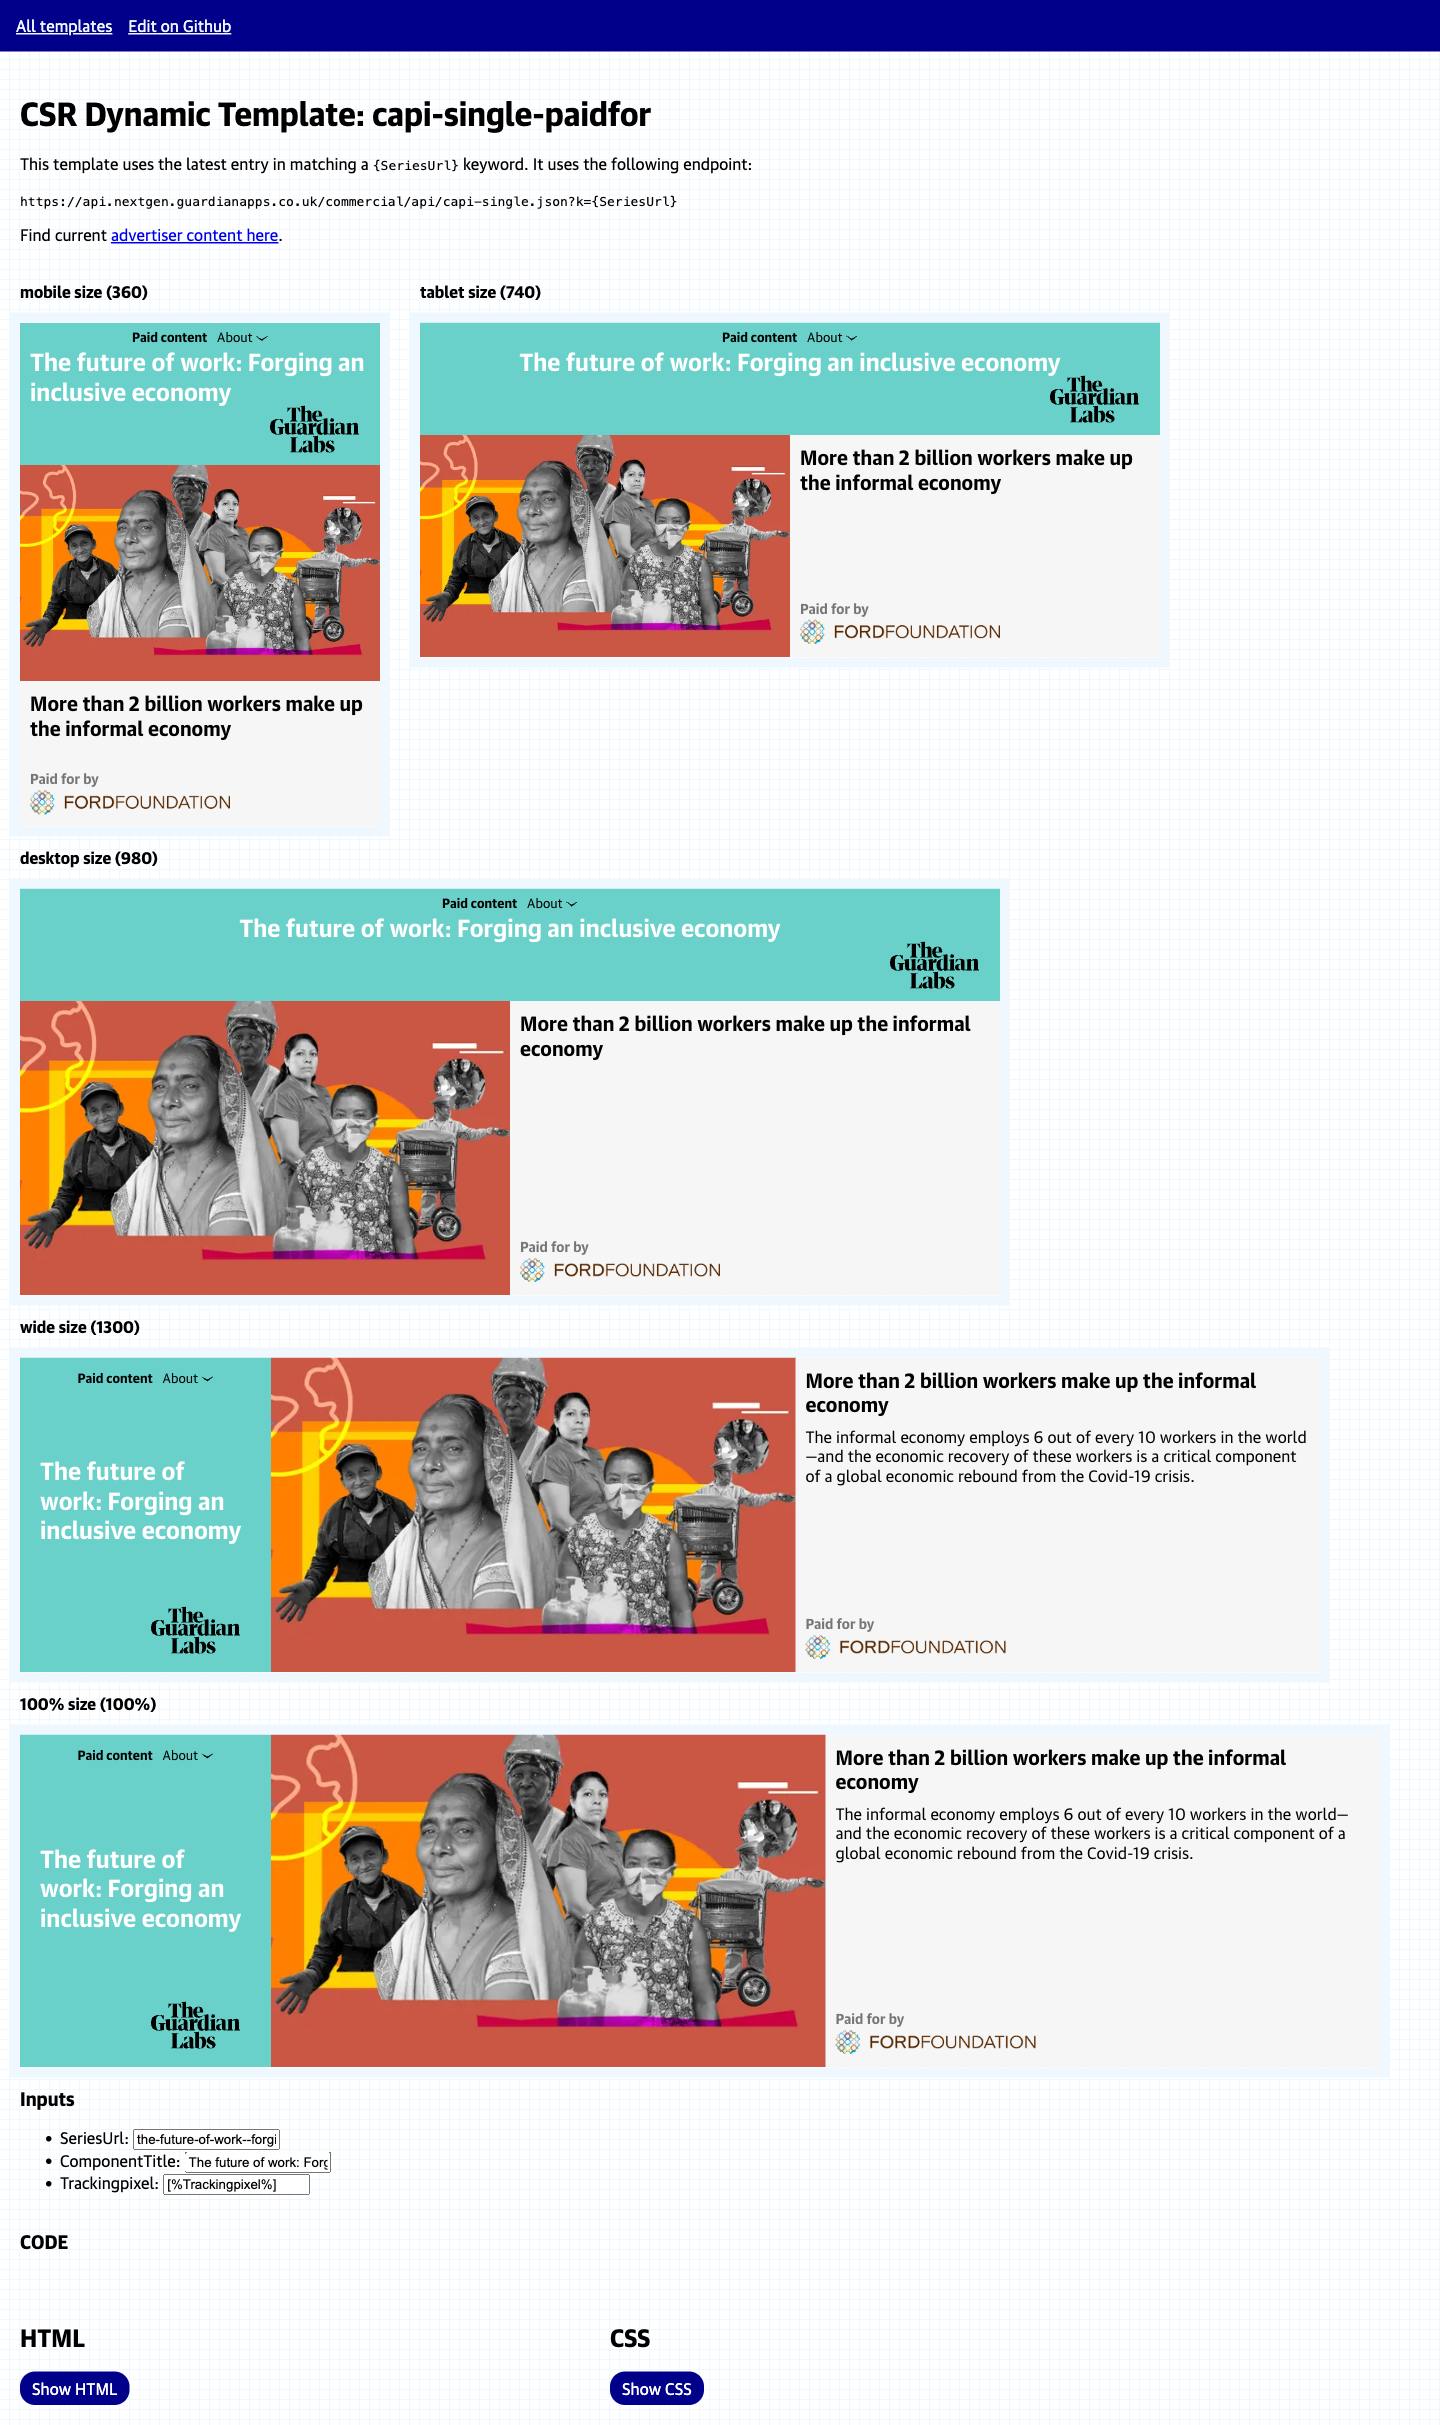 All templates Edit on Github
CSR Dynamic Template: capi-single-paidfor
This template uses the latest entry in matching a {SeriesUrl} keyword. It uses the following endpoint:
https://api.nextgen.guardianapps.co.uk/commercial/api/capi-single.json?k={SeriesUrl}
Find current advertiser content here.
mobile size (360)
Paid content About
The future of work: Forging an
inclusive economy
The
Guardian
Labs
More than 2 billion workers make up
the informal economy
Paid for by
FORDFOUNDATION
tablet size (740)
Paid content About
The future of work: Forging an inclusive economy
The
Guardian
Labs
More than 2 billion workers make up
the informal economy
Paid for by
FORDFOUNDATION
desktop size (980)
Paid content About
The future of work: Forging an inclusive economy
The
Guardian
Labs
More than 2 billion workers make up the informal
economy
Paid for by
FORDFOUNDATION
wide size (1300)
Paid content About
The future of
work: Forging an
inclusive economy
The
Guardian
Labs
More than 2 billion workers make up the informal
economy
The informal economy employs 6 out of every 10 workers in the world
—and the economic recovery of these workers is a critical component
of a global economic rebound from the Covid-19 crisis.
Paid for by
FORDFOUNDATION
100% size (100%)
Paid content About
The future of
work: Forging an
inclusive economy
The
Guardian
Labs
More than 2 billion workers make up the informal
economy
The informal economy employs 6 out of every 10 workers in the world—
and the economic recovery of these workers is a critical component of a
global economic rebound from the Covid-19 crisis.
Paid for by
FORDFOUNDATION
Inputs
• SeriesUrl: the-future-of-work--forgi
• ComponentTitle: The future of work: Forg
• Trackingpixel: [%Trackingpixel%]
CODE
HTML
Show HTML
CSS
Show CSS